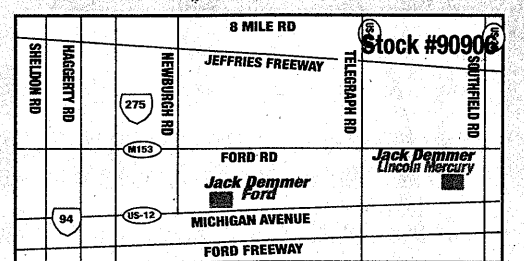 8 MILE RD
Stock #90906
US-
JEFFRIES FREEWAY
SHELDON RD
HAGGERTY RD
NEWBURGH RD
TELEGRAPH RD
SOUTHFIELD RD
275
M153
FORD RD
Jack Demmer
Lincoln Mercury
Jack Demmer
Ford
94
US-12
MICHIGAN AVENUE
FORD FREEWAY